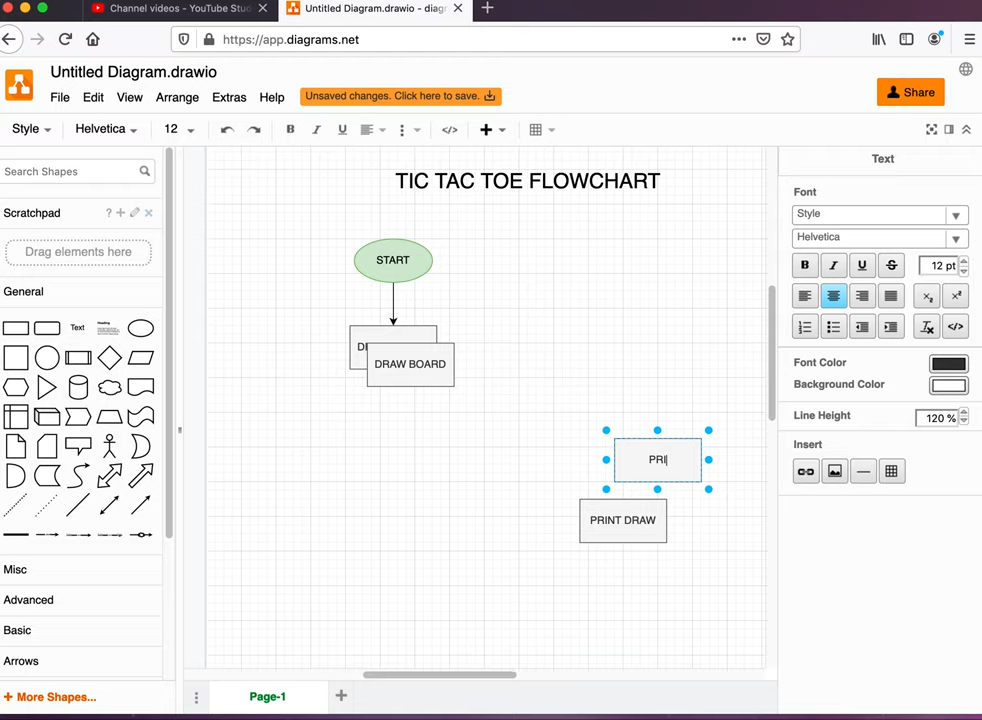 Channel videos - YouTube Stu
Untitled Diagram.drawio - diag
https://app.diagrams.net
Untitled Diagram.drawio
File Edit View Arrange Extras Help
Unsaved changes. Click here to save.
Share
Style Helvetica 12
B I U </>
Search Shapes
Scratchpad ?
Drag elements here
General
Text
Heading
Misc
Advanced
Basic
Arrows
+ More Shapes...
TIC TAC TOE FLOWCHART
START
DRAW BOARD
PRI
PRINT DRAW
Page-1
Text
Font
Style
Helvetica
B I U S 12 pt
Font Color
Background Color
Line Height 120 %
Insert